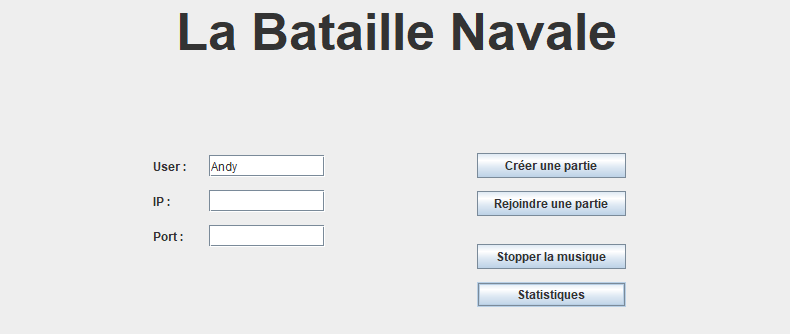 La Bataille Navale
User :
Andy
IP :
Port :
Créer une partie
Rejoindre une partie
Stopper la musique
Statistiques